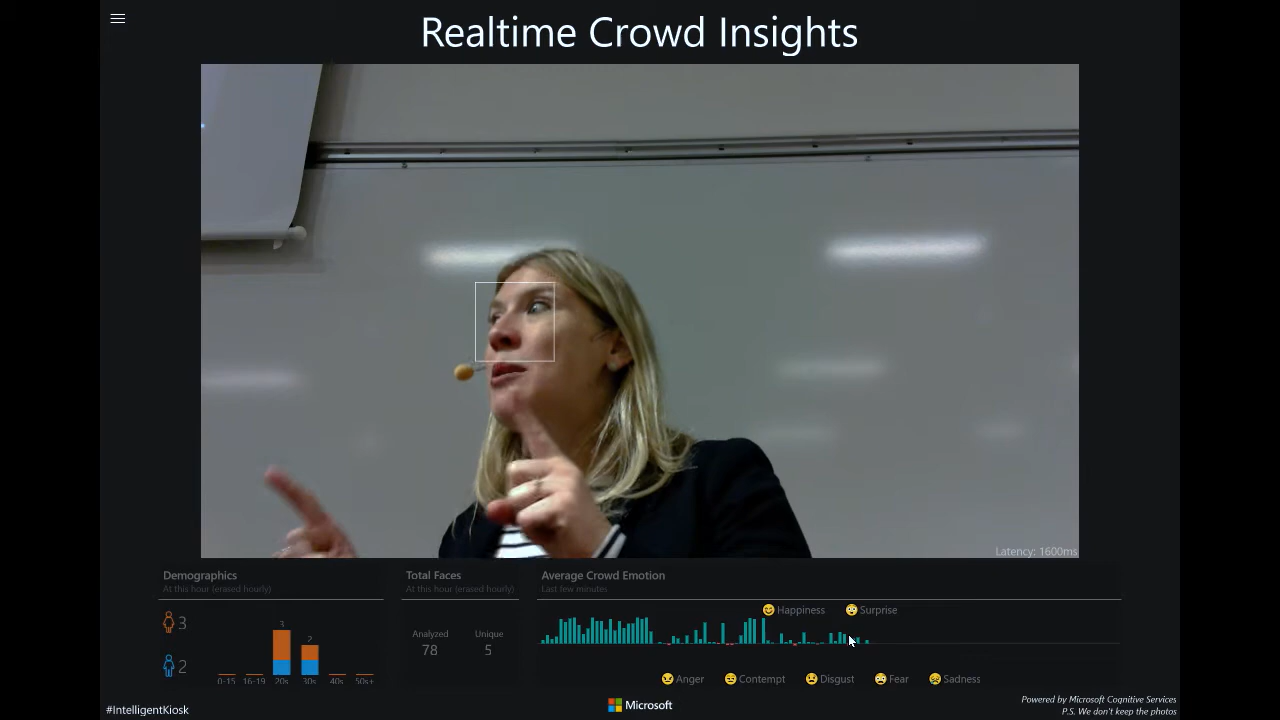 Realtime Crowd Insights
Latency: 1600ms
Demographics
At this hour (erased hourly)
3
2
3
2
0-15 16-19 20s 30s 40s 50s+
Total Faces
At this hour (erased hourly)
Analyzed Unique
78 5
Average Crowd Emotion
Last few minutes
Happiness Surprise
Anger Contempt Disgust Fear Sadness
#IntelligentKiosk
Microsoft
Powered by Microsoft Cognitive Services
P.S. We don't keep the photos